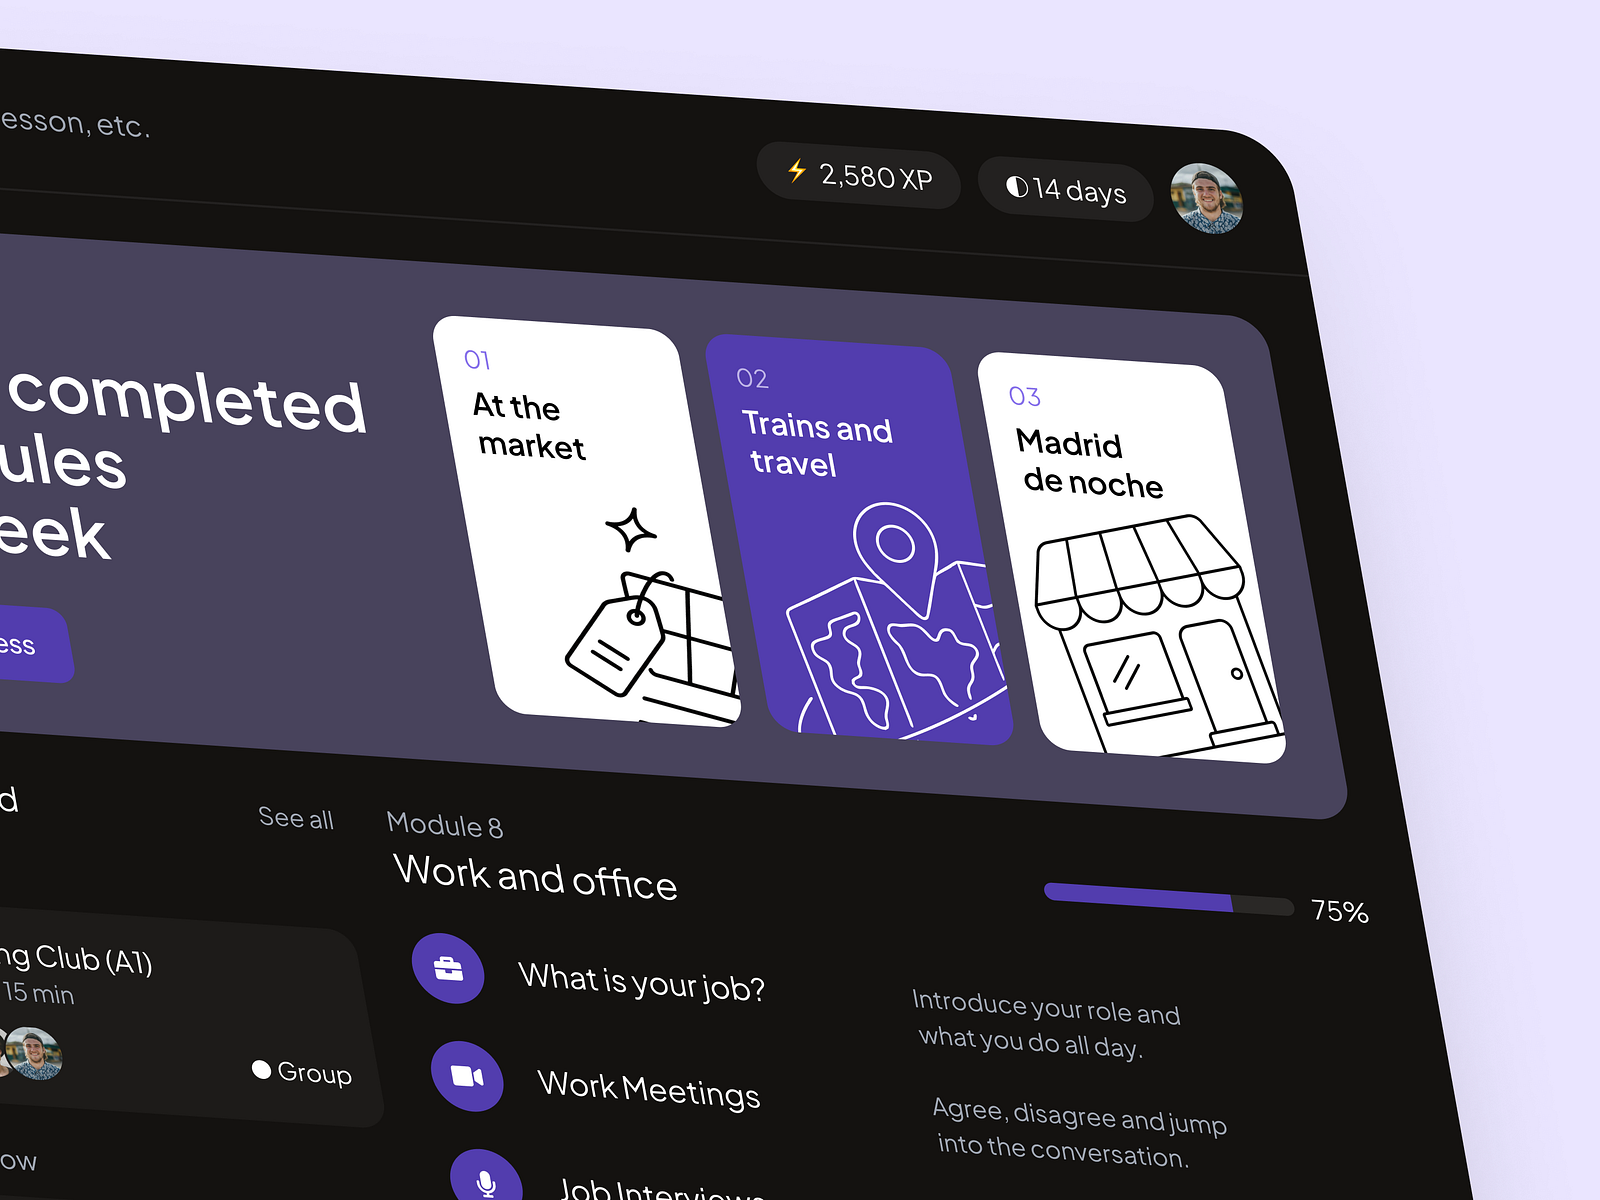 esson, etc.
2,580 XP
14 days
completed
ules
eek
ess
01
At the
market
02
Trains and
travel
03
Madrid
de noche
d
See all
Module 8
Work and office
75%
ng Club (A1)
15 min
Group
ow
What is your job?
Introduce your role and
what you do all day.
Work Meetings
Agree, disagree and jump
into the conversation.
Job Interviews